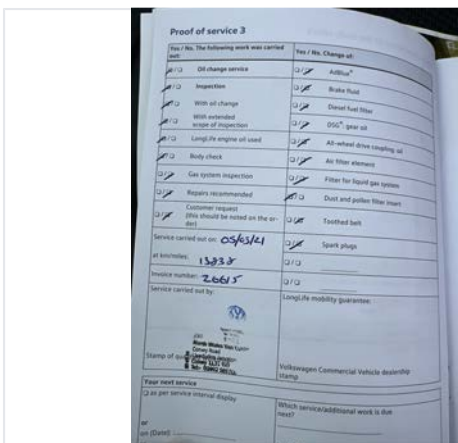 Proof of service 3
Yes / No. The following work was carried out:
Oil change service
Inspection
With oil change
With extended scope of inspection
LongLife engine oil used
Body check
Gas system inspection
Repairs recommended
Customer request (this should be noted on the order)
Service carried out on: 05/03/21
at km/miles: 13838
Invoice number: 26615
Service carried out by:
Stamp of
Yes / No. Change of:
AdBlue®
Brake fluid
Diesel fuel filter
DSG®, gear oil
All-wheel drive coupling oil
Air filter element
Filter for liquid gas system
Dust and pollen filter insert
Toothed belt
Spark plugs
LongLife mobility guarantee:
Volkswagen Commercial Vehicle dealership stamp
Your next service
as per service interval display
or
on (Date)
Which service/additional work is due next?